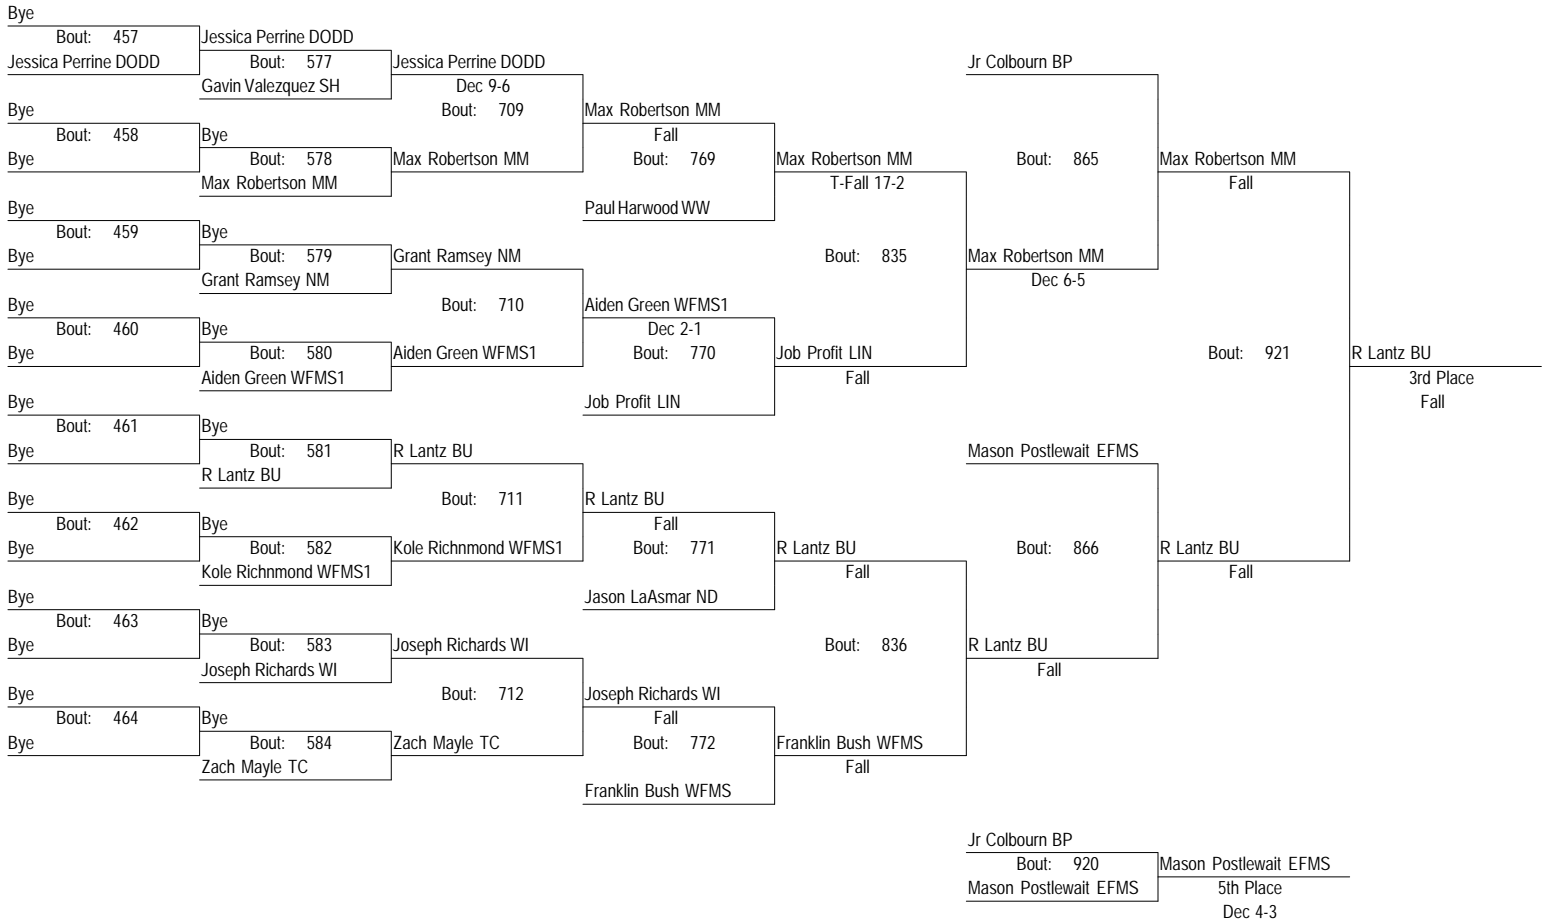 Bye
Bout: 457
Jessica Perrine DODD
Jessica Perrine DODD
Bout: 577
Jessica Perrine DODD
Jr Colbourn BP
Gavin Valezquez SH
Dec 9-6
Bye
Bout: 709
Max Robertson MM
Bout: 458
Bye
Fall
Bye
Bout: 578
Max Robertson MM
Bout: 769
Max Robertson MM
Bout: 865
Max Robertson MM
Max Robertson MM
T-Fall 17-2
Fall
Bye
Paul Harwood WW
Bout: 459
Bye
Bye
Bout: 579
Grant Ramsey NM
Bout: 835
Max Robertson MM
Grant Ramsey NM
Dec 6-5
Bye
Bout: 710
Aiden Green WFMS1
Bout: 460
Bye
Dec 2-1
Bye
Bout: 580
Aiden Green WFMS1
Bout: 770
Job Profit LIN
Bout: 921
R Lantz BU
Aiden Green WFMS1
Fall
3rd Place
Bye
Job Profit LIN
Fall
Bout: 461
Bye
Bye
Bout: 581
R Lantz BU
Mason Postlewait EFMS
R Lantz BU
Bye
Bout: 711
R Lantz BU
Bout: 462
Bye
Fall
Bye
Bout: 582
Kole Richnmond WFMS1
Bout: 771
R Lantz BU
Bout: 866
R Lantz BU
Kole Richnmond WFMS1
Fall
Fall
Bye
Jason LaAsmar ND
Bout: 463
Bye
Bye
Bout: 583
Joseph Richards WI
Bout: 836
R Lantz BU
Joseph Richards WI
Fall
Bye
Bout: 712
Joseph Richards WI
Bout: 464
Bye
Fall
Bye
Bout: 584
Zach Mayle TC
Bout: 772
Franklin Bush WFMS
Zach Mayle TC
Fall
Franklin Bush WFMS
Jr Colbourn BP
Bout: 920
Mason Postlewait EFMS
Mason Postlewait EFMS
5th Place
Dec 4-3